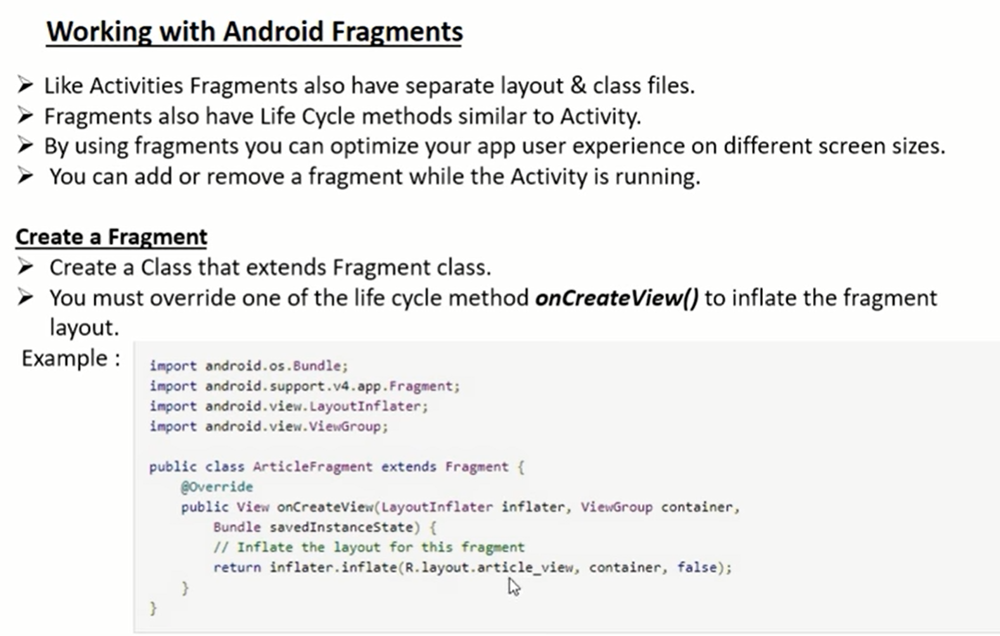 Working with Android Fragments
➢ Like Activities Fragments also have separate layout & class files.
➢ Fragments also have Life Cycle methods similar to Activity.
➢ By using fragments you can optimize your app user experience on different screen sizes.
➢ You can add or remove a fragment while the Activity is running.
Create a Fragment
➢ Create a Class that extends Fragment class.
➢ You must override one of the life cycle method onCreateView() to inflate the fragment
layout.
Example :
import android.os.Bundle;
import android.support.v4.app.Fragment;
import android.view.LayoutInflater;
import android.view.ViewGroup;
public class ArticleFragment extends Fragment {
@Override
public View onCreateView(LayoutInflater inflater, ViewGroup container,
Bundle savedInstanceState) {
// Inflate the layout for this fragment
return inflater.inflate(R.layout.article_view, container, false);
}
}